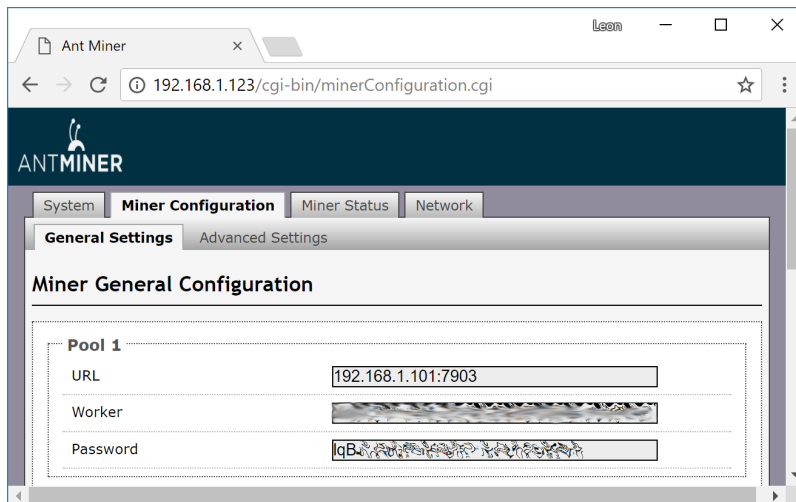 Leon
Ant Miner
192.168.1.123/cgi-bin/minerConfiguration.cgi
ANTMINER
System Miner Configuration Miner Status Network
General Settings Advanced Settings
Miner General Configuration
Pool 1
URL 192.168.1.101:7903
Worker
Password